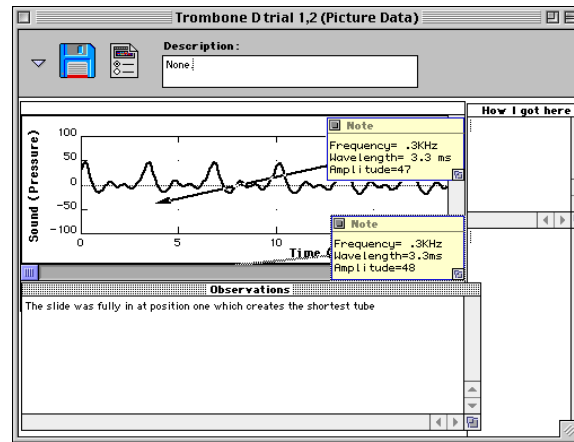 Trombone D trial 1,2 (Picture Data)
Description:
None.
How I got here
Sound (Pressure)
100
50
0
-50
-100
0
5
10
Time
Note
Frequency= .3KHz
Wavelength= 3.3 ms
Amplitude=47
Note
Frequency= .3KHz
Wavelength=3.3ms
Amplitude=48
Observations
The slide was fully in at position one which creates the shortest tube